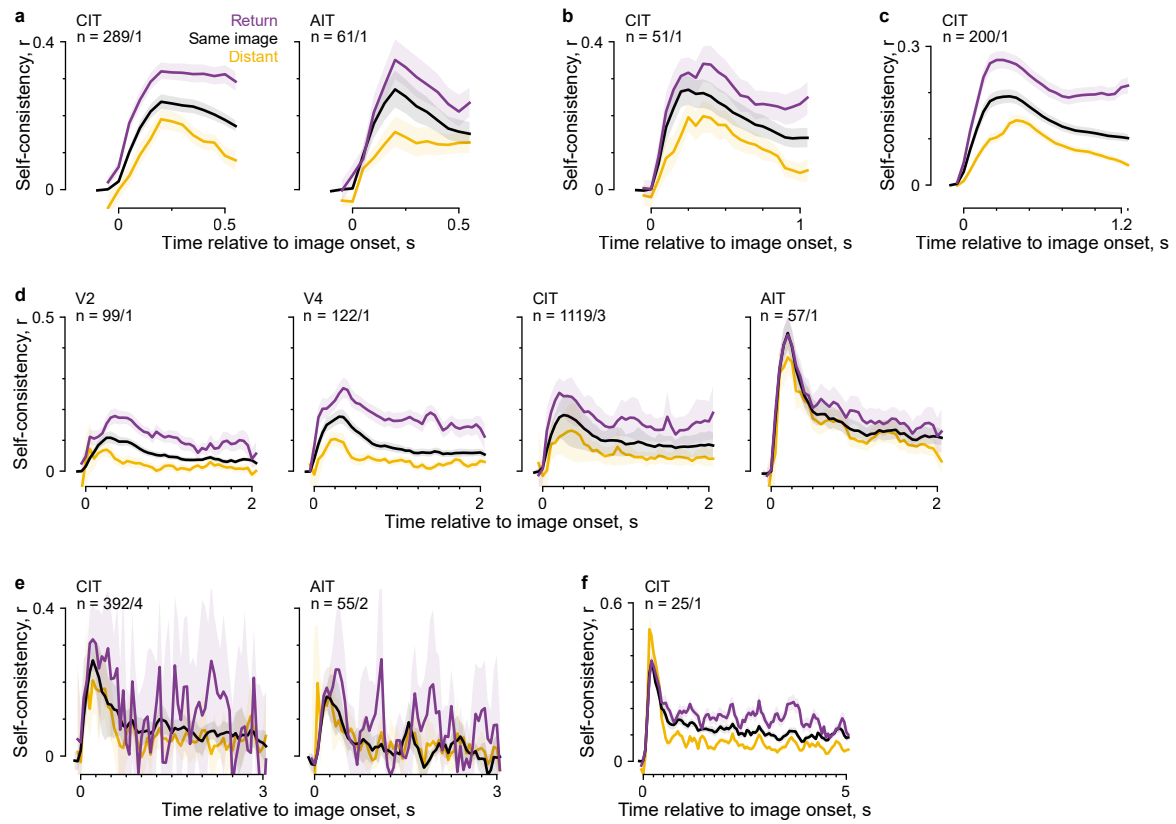 a
CIT
n = 289/1
Return
Same image
Distant
AIT
n = 61/1
0.4
0
Self-consistency, r
0
0.5
0
0.5
Time relative to image onset, s
b
CIT
n = 51/1
0.4
0
Self-consistency, r
0
1
Time relative to image onset, s
c
CIT
n = 200/1
0.3
0
Self-consistency, r
0
1.2
Time relative to image onset, s
d
V2
n = 99/1
V4
n = 122/1
CIT
n = 1119/3
AIT
n = 57/1
0.5
0
Self-consistency, r
0
2
0
2
0
2
0
2
Time relative to image onset, s
e
CIT
n = 392/4
AIT
n = 55/2
0.4
0
Self-consistency, r
0
3
0
3
Time relative to image onset, s
f
CIT
n = 25/1
0.6
0
Self-consistency, r
0
5
Time relative to image onset, s